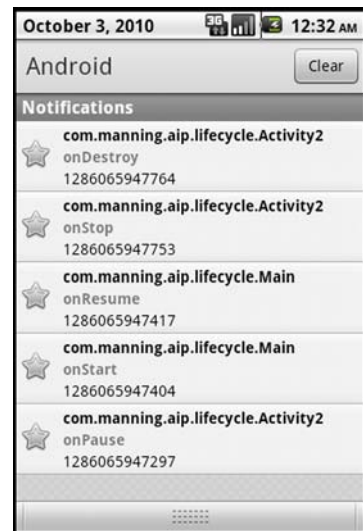 October 3, 2010 3G 12:32 AM
Android Clear
Notifications
com.manning.aip.lifecycle.Activity2
onDestroy
1286065947764
com.manning.aip.lifecycle.Activity2
onStop
1286065947753
com.manning.aip.lifecycle.Main
onResume
1286065947417
com.manning.aip.lifecycle.Main
onStart
1286065947404
com.manning.aip.lifecycle.Activity2
onPause
1286065947297